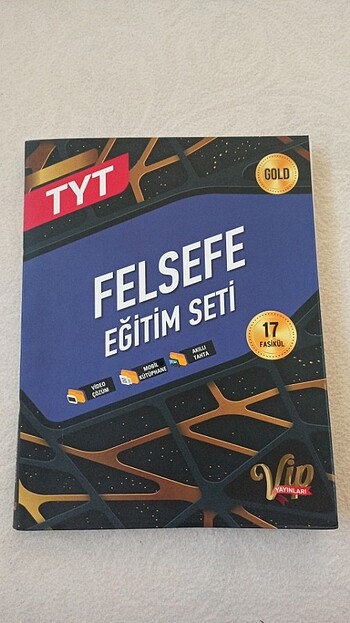 TYT
GOLD
FELSEFE
EĞİTİM SETİ
17
FASİKÜL
VİDEO
ÇÖZÜM
MOBİL
KÜTÜPHANE
AKILLI
TAHTA
Vip
YAYINLARI